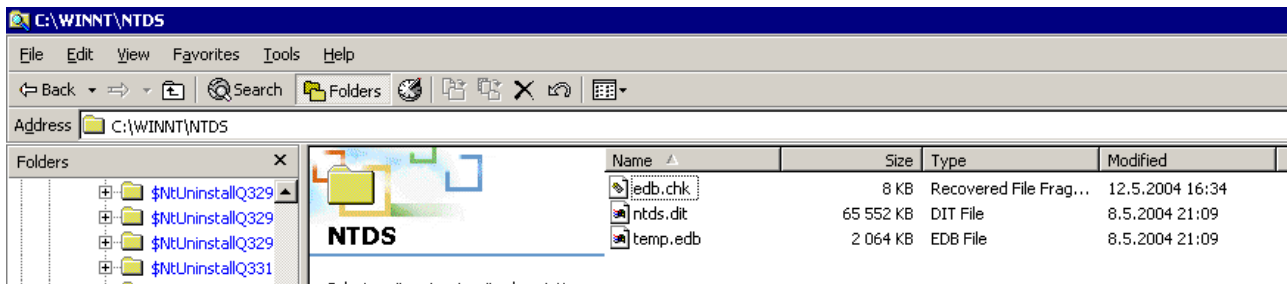 C:\WINNT\NTDS
File Edit View Favorites Tools Help
Back Search Folders
Address C:\WINNT\NTDS
Folders x Name Size Type Modified
$NtUninstallQ329 edb.chk 8 KB Recovered File Frag... 12.5.2004 16:34
$NtUninstallQ329 ntds.dit 65 552 KB DIT File 8.5.2004 21:09
$NtUninstallQ329 NTDS temp.edb 2 064 KB EDB File 8.5.2004 21:09
$NtUninstallQ331